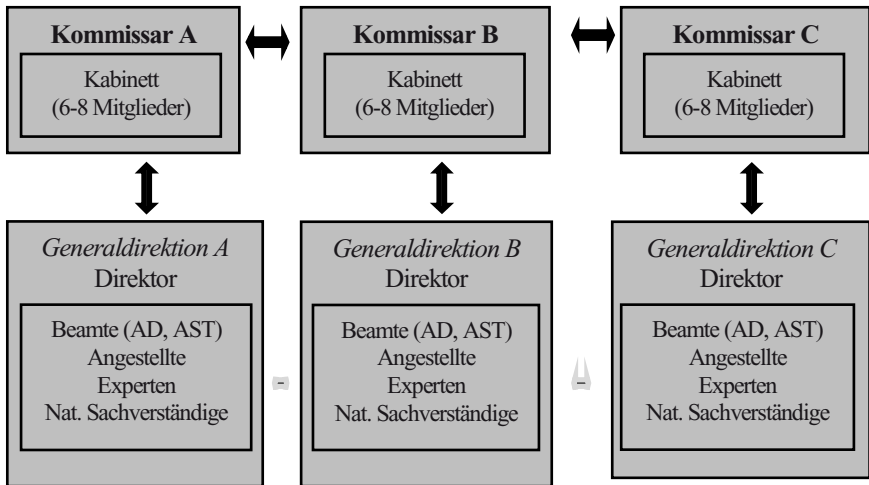 Kommissar A
Kabinett
(6-8 Mitglieder)
Kommissar B
Kabinett
(6-8 Mitglieder)
Kommissar C
Kabinett
(6-8 Mitglieder)
Generaldirektion A
Direktor
Beamte (AD, AST)
Angestellte
Experten
Nat. Sachverständige
Generaldirektion B
Direktor
Beamte (AD, AST)
Angestellte
Experten
Nat. Sachverständige
Generaldirektion C
Direktor
Beamte (AD, AST)
Angestellte
Experten
Nat. Sachverständige